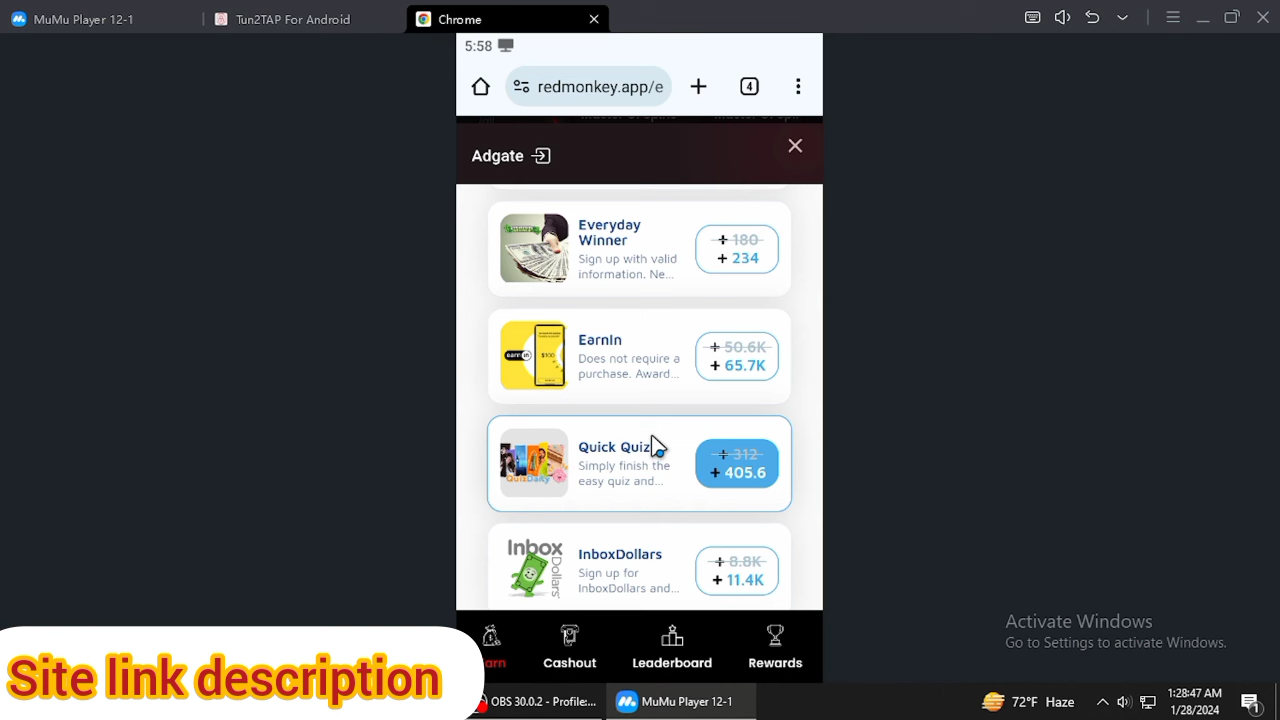 MuMu Player 12-1
Tun2TAP For Android
Chrome
5:58
redmonkey.app/e
4
Adgate
Everyday
Winner
Sign up with valid
information. Ne...
+ 180
+ 234
EarnIn
Does not require a
purchase. Award...
+ 50.6K
+ 65.7K
Quick Quiz
Simply finish the
easy quiz and...
+ 312
+ 405.6
QuizDaily
Inbox
Dollars
InboxDollars
Sign up for
InboxDollars and...
+ 8.8K
+ 11.4K
arn
Cashout
Leaderboard
Rewards
Activate Windows
Go to Settings to activate Windows.
Site link description
OBS 30.0.2 - Profile:...
MuMu Player 12-1
72°F Haze
1:28:47 AM
1/28/2024